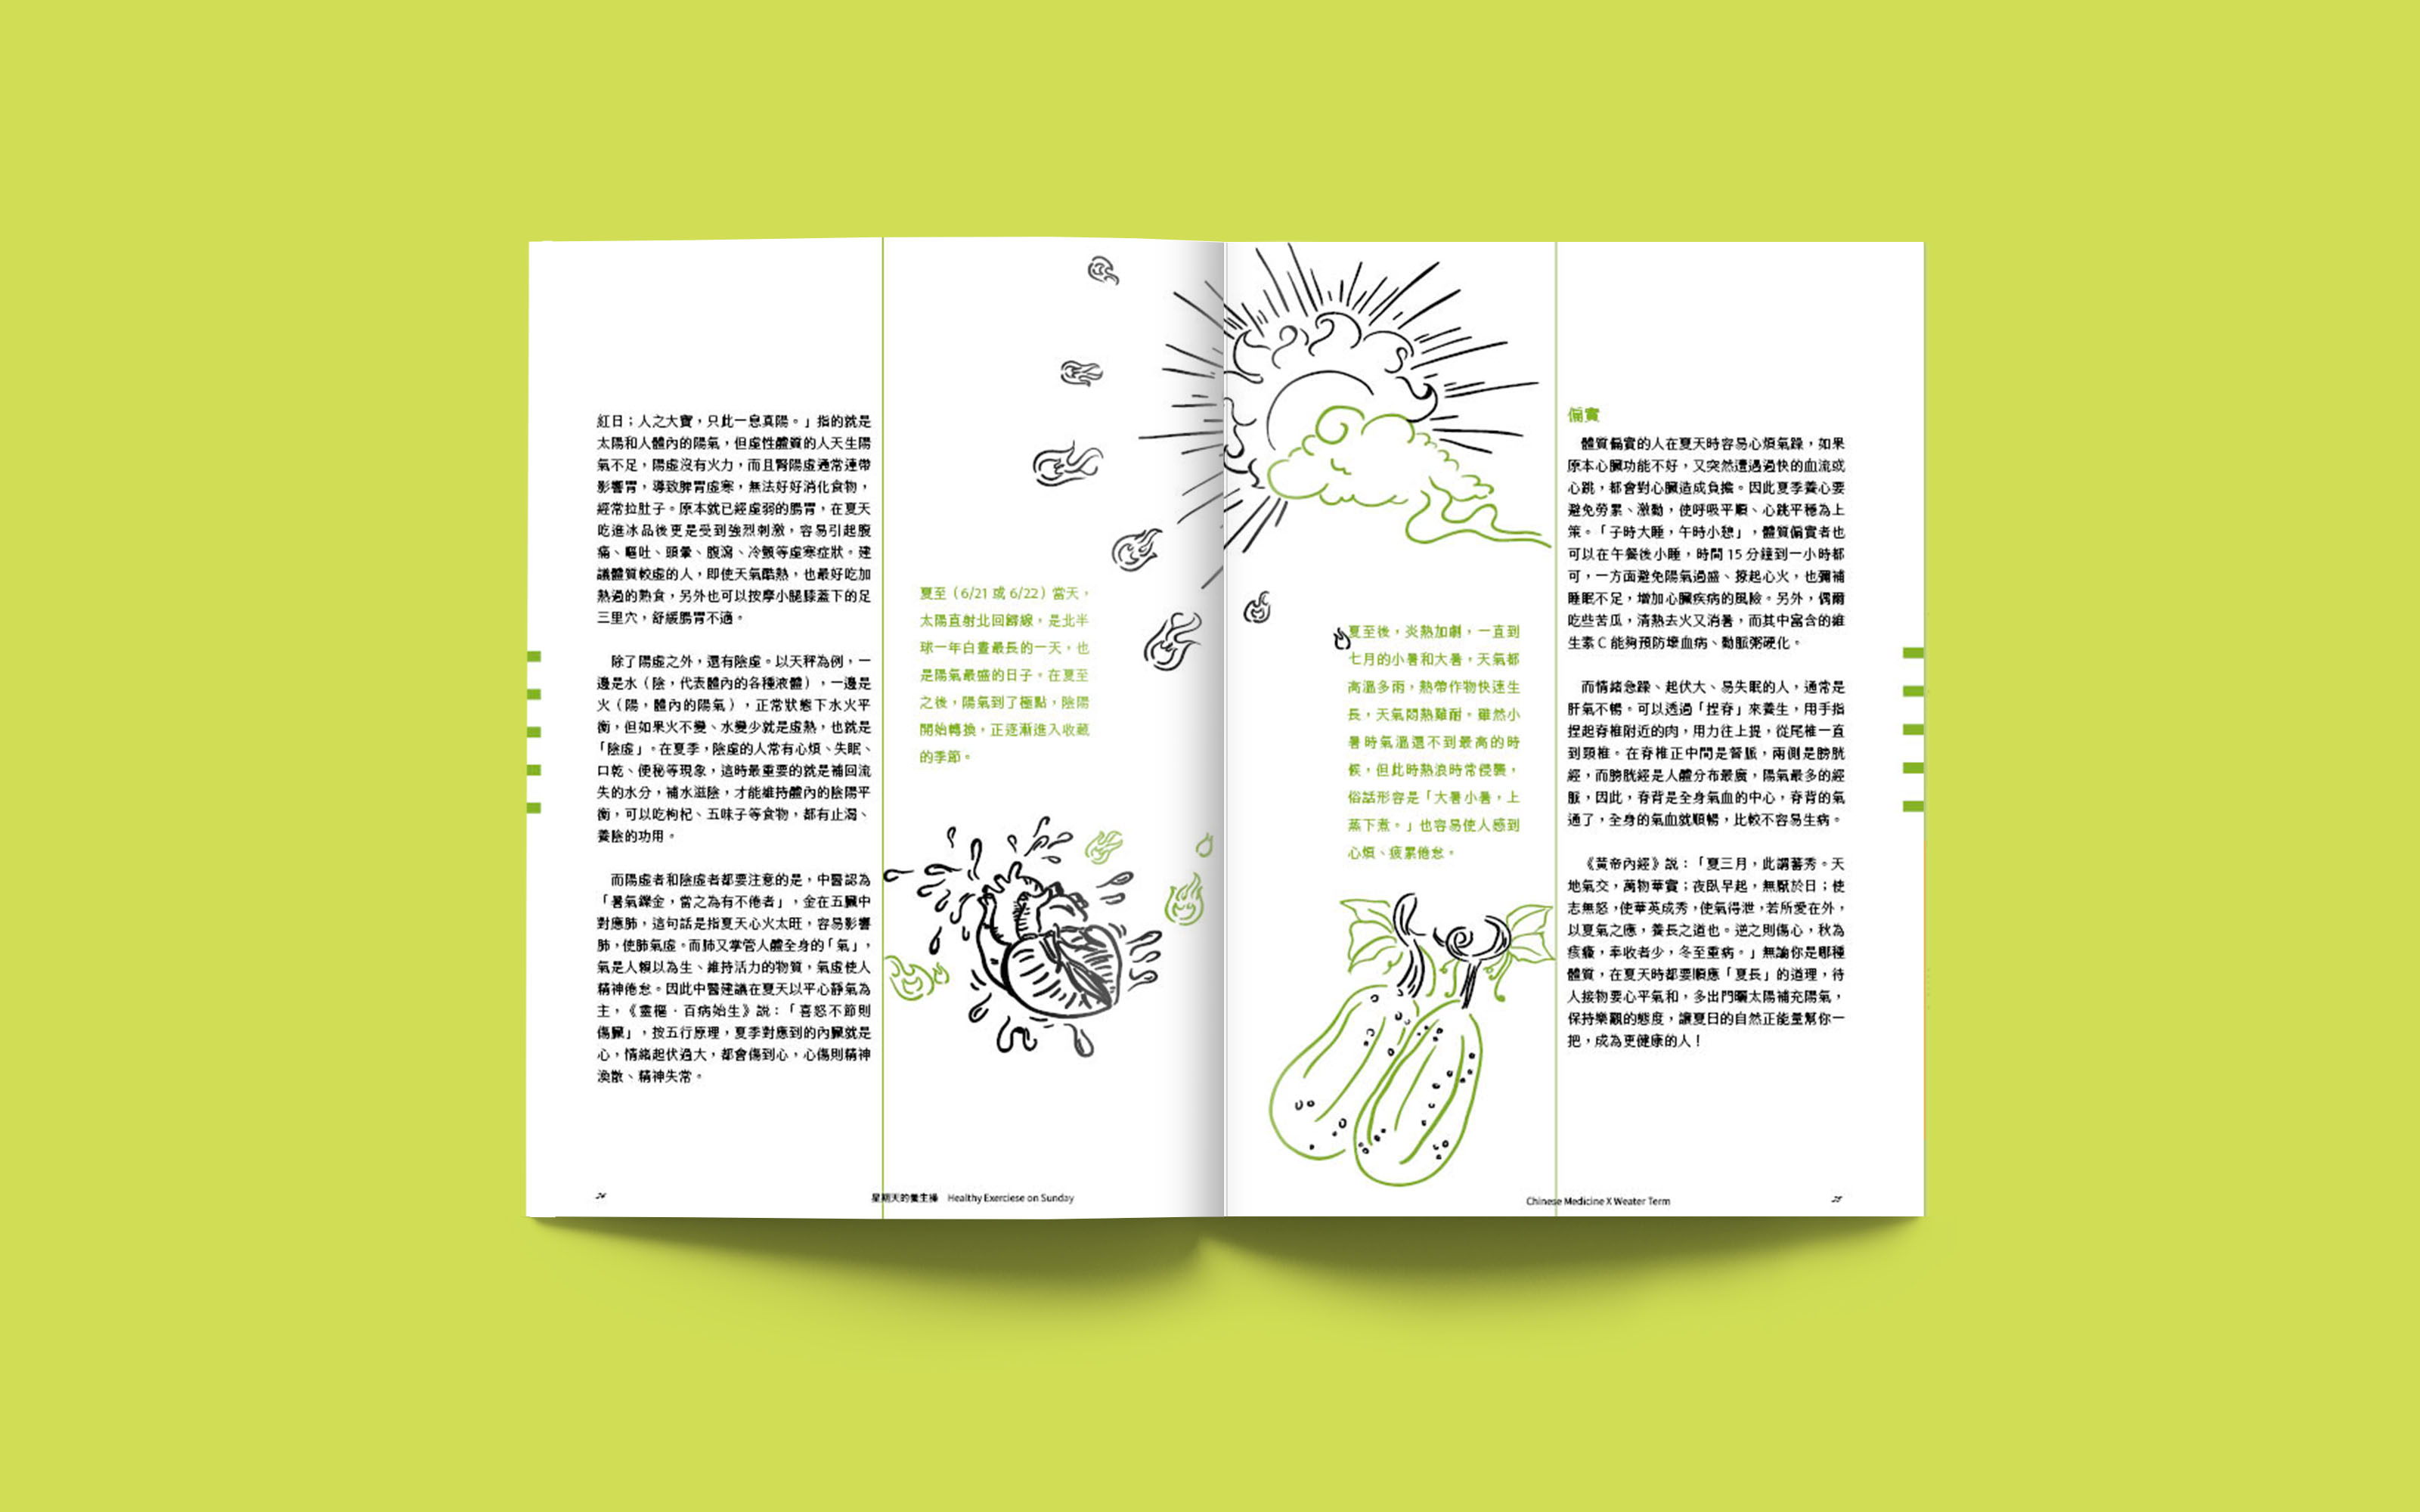 紅日；人之大寶，只此一息真陽。」指的就是
太陽和人體內的陽氣，但虛性體質的人天生陽
氣不足，陽虛沒有火力，而且腎陽虛通常連帶
影響胃，導致脾胃虛寒，無法好好消化食物，
經常拉肚子。原本就已經虛弱的腸胃，在夏天
吃進冰品後更是受到強烈刺激，容易引起腹
痛、嘔吐、頭暈、腹瀉、冷顫等虛寒症狀。建
議體質較虛的人，即使天氣酷熱，也最好吃加
熱過的熟食，另外也可以按摩小腿膝蓋下的足
三里穴，舒緩腸胃不適。
除了陽虛之外，還有陰虛。以天秤為例，一
邊是水（陰，代表體內的各種液體），一邊是
火（陽，體內的陽氣），正常狀態下水火平
衡，但如果火不變、水變少就是虛熱，也就是
「陰虛」。在夏季，陰虛的人常有心煩、失眠、
口乾、便秘等現象，這時最重要的就是補回流
失的水分，補水滋陰，才能維持體內的陰陽平
衡，可以吃枸杞、五味子等食物，都有止渴、
養陰的功用。
而陽虛者和陰虛者都要注意的是，中醫認為
「暑氣鑠金，當之為有不倦者」，金在五臟中
對應肺，這句話是指夏天心火太旺，容易影響
肺，使肺氣虛。而肺又掌管人體全身的「氣」，
氣是人賴以為生、維持活力的物質，氣虛使人
精神倦怠。因此中醫建議在夏天以平心靜氣為
主，《靈樞．百病始生》說：「喜怒不節則
傷臟」，按五行原理，夏季對應到的內臟就是
心，情緒起伏過大，都會傷到心，心傷則精神
渙散、精神失常。
夏至（6/21 或 6/22）當天，
太陽直射北回歸線，是北半
球一年白晝最長的一天，也
是陽氣最盛的日子。在夏至
之後，陽氣到了極點，陰陽
開始轉換，正逐漸進入收藏
的季節。
24
星期天的養生操 Healthy Exerciese on Sunday
夏至後，炎熱加劇，一直到
七月的小暑和大暑，天氣都
高溫多雨，熱帶作物快速生
長，天氣悶熱難耐。雖然小
暑時氣溫還不到最高的時
候，但此時熱浪時常侵襲，
俗話形容是「大暑小暑，上
蒸下煮。」也容易使人感到
心煩、疲累倦怠。
偏實
體質偏實的人在夏天時容易心煩氣躁，如果
原本心臟功能不好，又突然遭遇過快的血流或
心跳，都會對心臟造成負擔。因此夏季養心要
避免勞累、激動，使呼吸平順、心跳平穩為上
策。「子時大睡，午時小憩」，體質偏實者也
可以在午餐後小睡，時間 15 分鐘到一小時都
可，一方面避免陽氣過盛、撩起心火，也彌補
睡眠不足，增加心臟疾病的風險。另外，偶爾
吃些苦瓜，清熱去火又消暑，而其中富含的維
生素 C 能夠預防壞血病、動脈粥硬化。
而情緒急躁、起伏大、易失眠的人，通常是
肝氣不暢。可以透過「捏脊」來養生，用手指
捏起脊椎附近的肉，用力往上提，從尾椎一直
到頸椎。在脊椎正中間是督脈，兩側是膀胱
經，而膀胱經是人體分布最廣，陽氣最多的經
脈，因此，脊背是全身氣血的中心，脊背的氣
通了，全身的氣血就順暢，比較不容易生病。
《黃帝內經》說：「夏三月，此謂蕃秀。天
地氣交，萬物華實；夜臥早起，無厭於日；使
志無怒，使華英成秀，使氣得泄，若所愛在外，
以夏氣之應，養長之道也。逆之則傷心，秋為
痎瘧，奉收者少，冬至重病。」無論你是哪種
體質，在夏天時都要順應「夏長」的道理，待
人接物要心平氣和，多出門曬太陽補充陽氣，
保持樂觀的態度，讓夏日的自然正能量幫你一
把，成為更健康的人！
Chinese Medicine X Weater Term
25